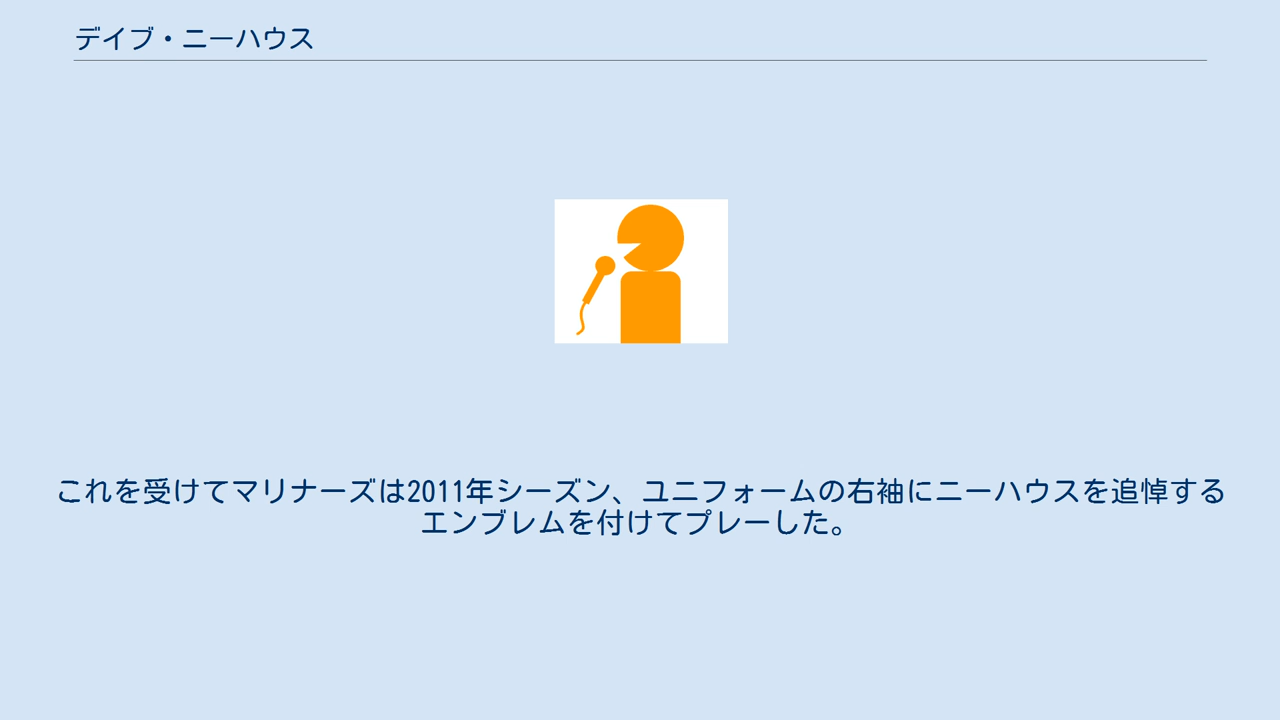 デイブ・ニーハウス
これを受けてマリナーズは2011年シーズン、ユニフォームの右袖にニーハウスを追悼する
エンブレムを付けてプレーした。